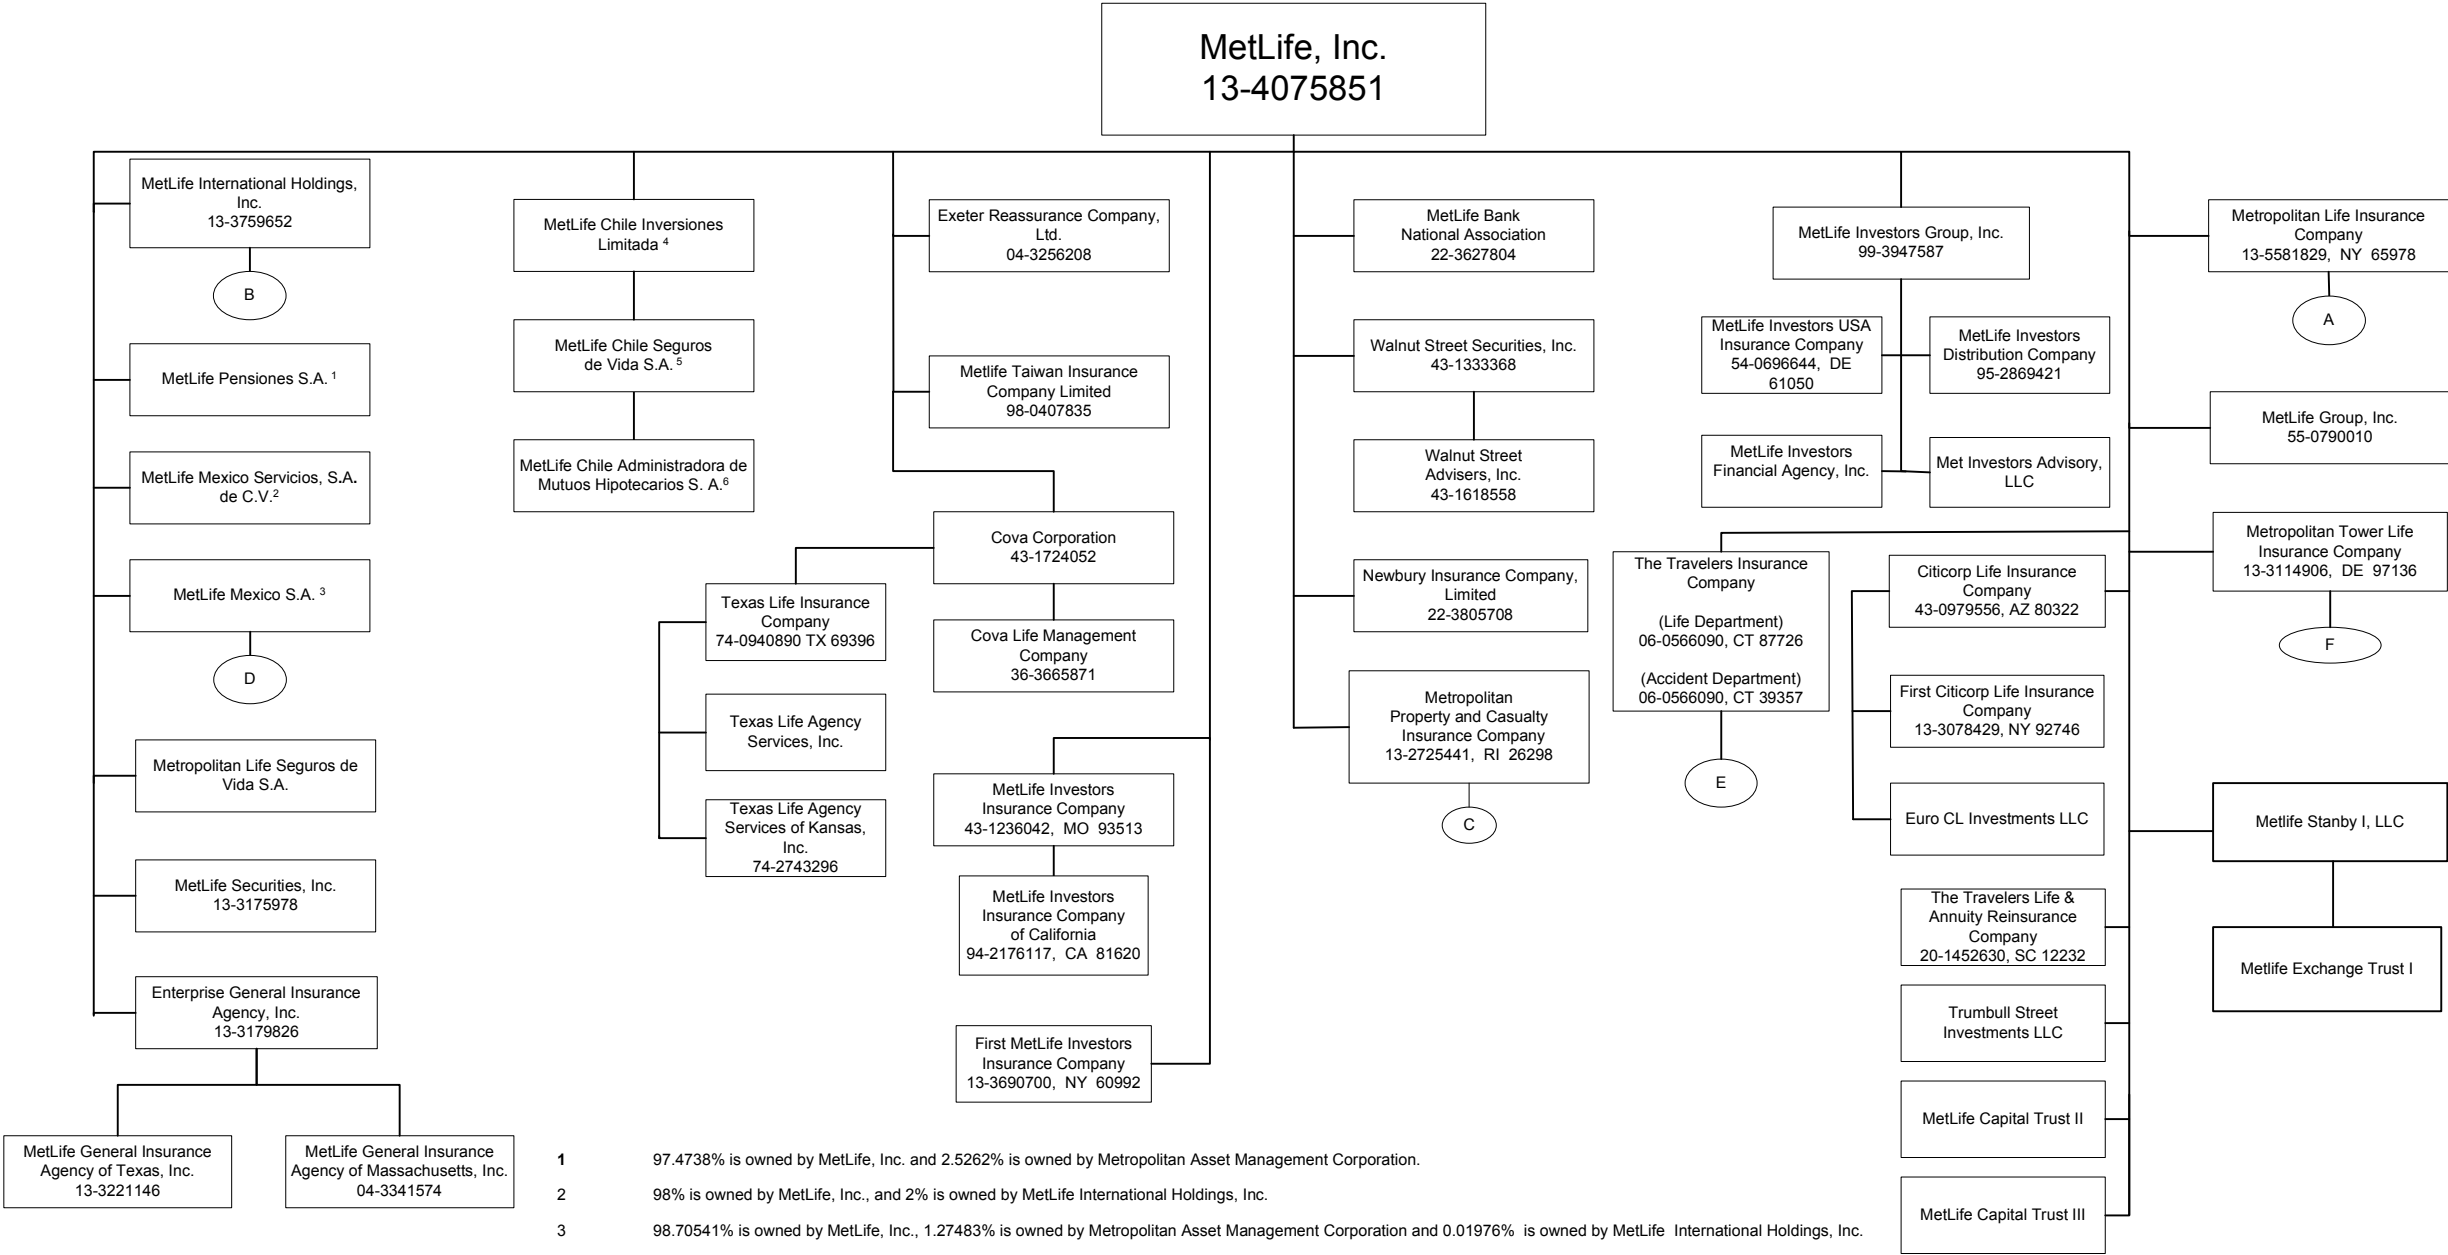 MetLife, Inc.
13-4075851
MetLife International Holdings,
Inc.
13-3759652
B
MetLife Pensiones S.A. 1
MetLife Mexico Servicios, S.A.
de C.V.2
MetLife Mexico S.A. 3
D
Metropolitan Life Seguros de
Vida S.A.
MetLife Securities, Inc.
13-3175978
Enterprise General Insurance
Agency, Inc.
13-3179826
MetLife General Insurance
Agency of Texas, Inc.
13-3221146
MetLife General Insurance
Agency of Massachusetts, Inc.
04-3341574
MetLife Chile Inversiones
Limitada 4
MetLife Chile Seguros
de Vida S.A. 5
MetLife Chile Administradora de
Mutuos Hipotecarios S. A.6
Exeter Reassurance Company,
Ltd.
04-3256208
Metlife Taiwan Insurance
Company Limited
98-0407835
Cova Corporation
43-1724052
Texas Life Insurance
Company
74-0940890 TX 69396
Texas Life Agency
Services, Inc.
Texas Life Agency
Services of Kansas,
Inc.
74-2743296
Cova Life Management
Company
36-3665871
MetLife Investors
Insurance Company
43-1236042, MO 93513
MetLife Investors
Insurance Company
of California
94-2176117, CA 81620
First MetLife Investors
Insurance Company
13-3690700, NY 60992
MetLife Bank
National Association
22-3627804
Walnut Street Securities, Inc.
43-1333368
Walnut Street
Advisers, Inc.
43-1618558
Newbury Insurance Company,
Limited
22-3805708
Metropolitan
Property and Casualty
Insurance Company
13-2725441, RI 26298
C
MetLife Investors Group, Inc.
99-3947587
MetLife Investors USA
Insurance Company
54-0696644, DE
61050
MetLife Investors
Distribution Company
95-2869421
MetLife Investors
Financial Agency, Inc.
Met Investors Advisory,
LLC
The Travelers Insurance
Company
(Life Department)
06-0566090, CT 87726
(Accident Department)
06-0566090, CT 39357
E
Citicorp Life Insurance
Company
43-0979556, AZ 80322
First Citicorp Life Insurance
Company
13-3078429, NY 92746
Euro CL Investments LLC
The Travelers Life &
Annuity Reinsurance
Company
20-1452630, SC 12232
Trumbull Street
Investments LLC
MetLife Capital Trust II
MetLife Capital Trust III
Metropolitan Life Insurance
Company
13-5581829, NY 65978
A
MetLife Group, Inc.
55-0790010
Metropolitan Tower Life
Insurance Company
13-3114906, DE 97136
F
Metlife Stanby I, LLC
Metlife Exchange Trust I
1 97.4738% is owned by MetLife, Inc. and 2.5262% is owned by Metropolitan Asset Management Corporation.
2 98% is owned by MetLife, Inc., and 2% is owned by MetLife International Holdings, Inc.
3 98.70541% is owned by MetLife, Inc., 1.27483% is owned by Metropolitan Asset Management Corporation and 0.01976% is owned by MetLife International Holdings, Inc.